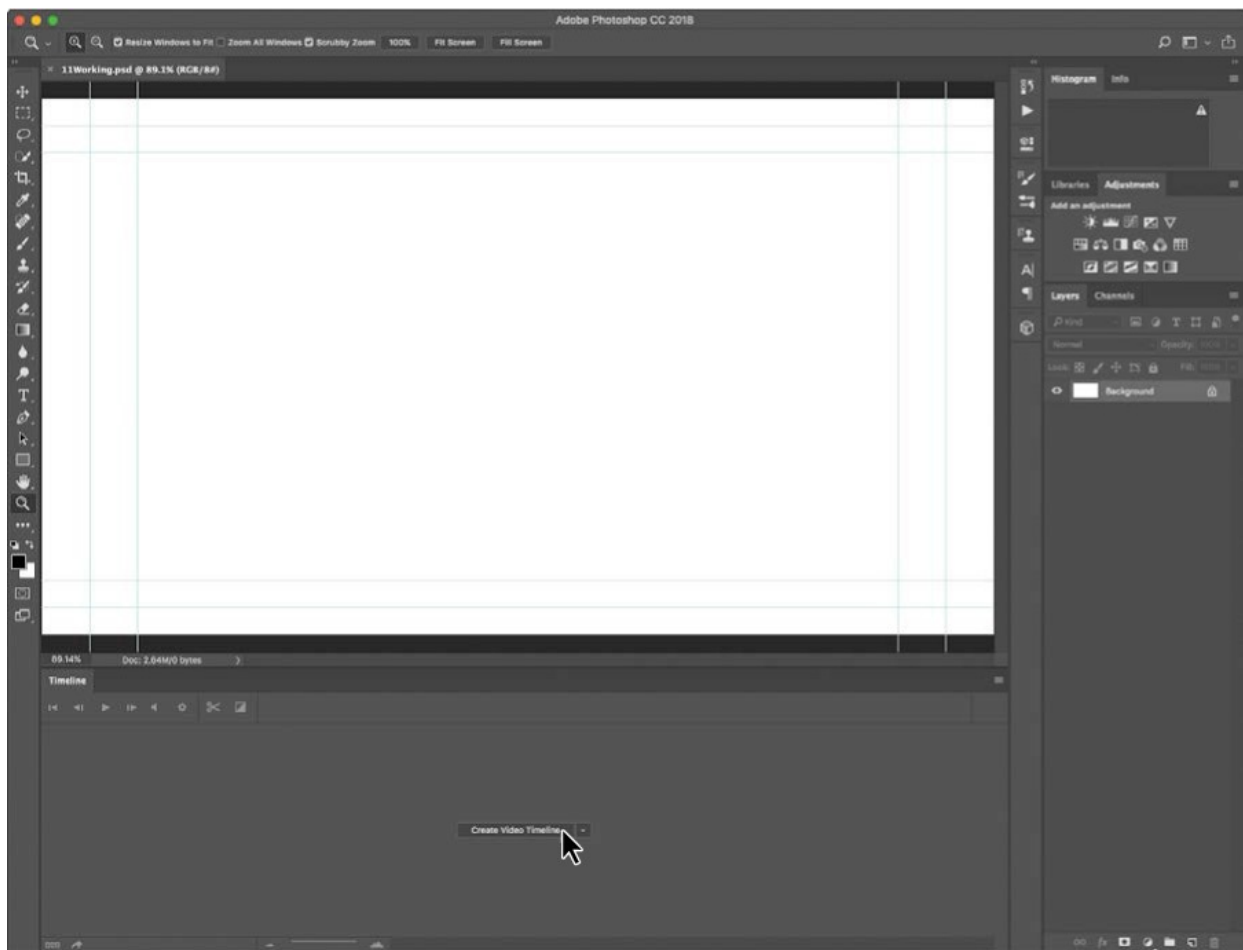 Adobe Photoshop CC 2018
Resize Windows to Fit Zoom All Windows Scrubby Zoom 100% Fit Screen Fill Screen
11Working.psd @ 89.1% (RGB/8#)
Histogram Info
Libraries Adjustments
Add an adjustment
Layers Channels
Kind
Normal Opacity:
Lock: Fill:
Background
89.14% Doc: 2.64M/0 bytes
Timeline
Create Video Timeline